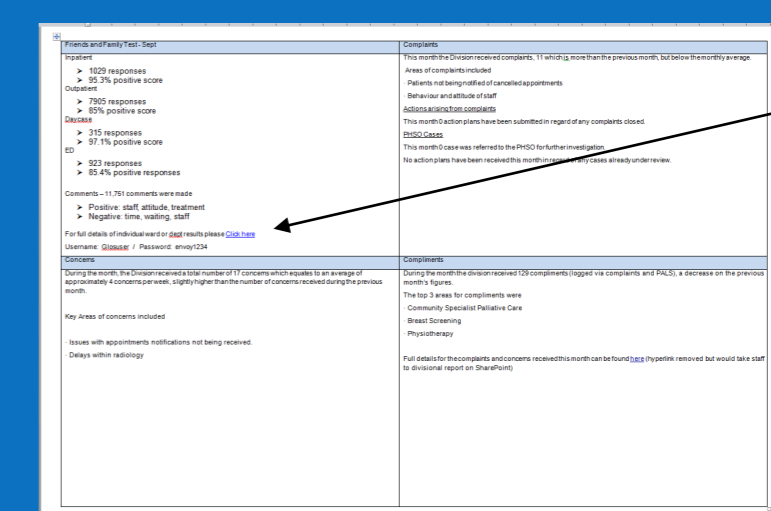 Friends and Family Test - Sept
Inpatient
➤ 1029 responses
➤ 95.3% positive score
Outpatient
➤ 7905 responses
➤ 85% positive score
Daycase
➤ 315 responses
➤ 97.1% positive score
ED
➤ 923 responses
➤ 85.4% positive responses
Comments – 11,751 comments were made
➤ Positive: staff, attitude, treatment
➤ Negative: time, waiting, staff
For full details of individual ward or dept results please Click here
Username: Glosuser / Password: envoy1234
Complaints
This month the Division received complaints, 11 which is more than the previous month, but below the monthly average.
Areas of complaints included
· Patients not being notified of cancelled appointments
· Behaviour and attitude of staff
Actions arising from complaints
This month 0 action plans have been submitted in regard of any complaints closed.
PHSO Cases
This month 0 case was referred to the PHSO for further investigation.
No action plans have been received this month in regard of any cases already under review.
Concerns
During the month, the Division received a total number of 17 concerns which equates to an average of
approximately 4 concerns per week, slightly higher than the number of concerns received during the previous
month.
Key Areas of concerns included
· Issues with appointments notifications not being received.
· Delays within radiology
Compliments
During the month the division received 129 compliments (logged via complaints and PALS), a decrease on the previous
month's figures.
The top 3 areas for compliments were
· Community Specialist Palliative Care
· Breast Screening
· Physiotherapy
Full details for the complaints and concerns received this month can be found here (hyperlink removed but would take staff
to divisional report on SharePoint)